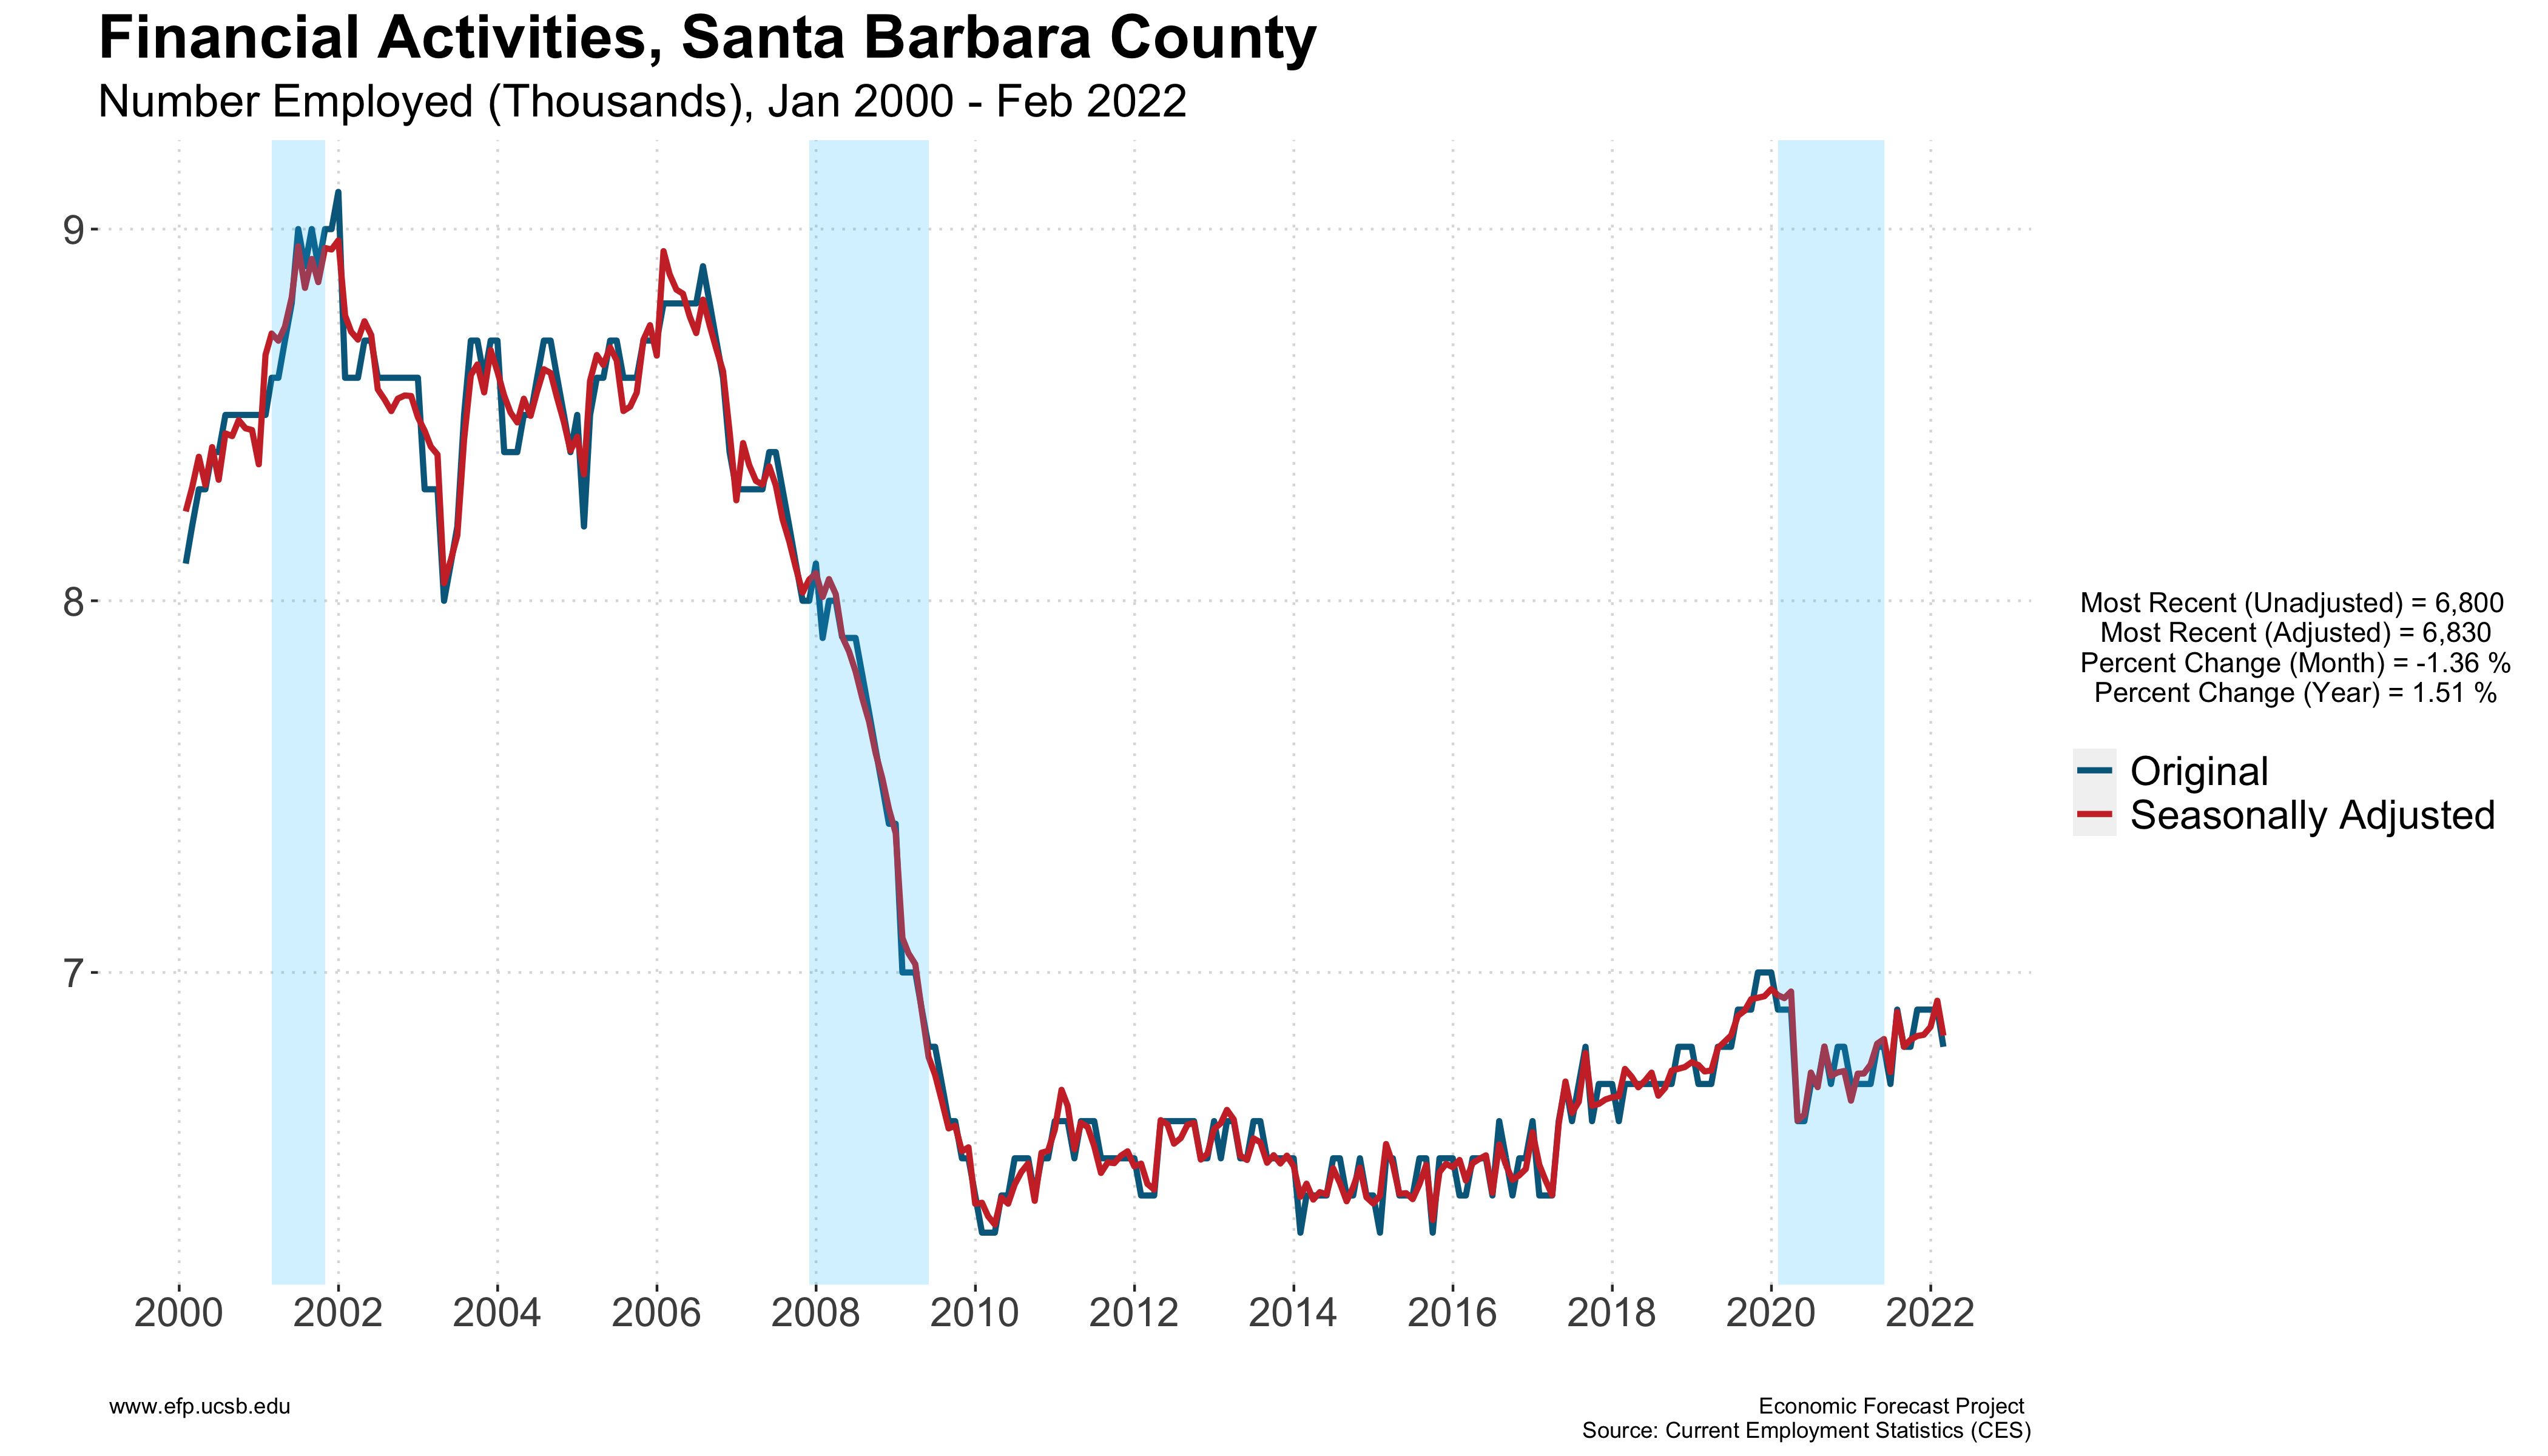 Financial Activities, Santa Barbara County
Number Employed (Thousands), Jan 2000 - Feb 2022
9
8
7
2000 2002 2004 2006 2008 2010 2012 2014 2016 2018 2020 2022
Most Recent (Unadjusted) = 6,800
Most Recent (Adjusted) = 6,830
Percent Change (Month) = -1.36 %
Percent Change (Year) = 1.51 %
Original
Seasonally Adjusted
www.efp.ucsb.edu
Economic Forecast Project
Source: Current Employment Statistics (CES)